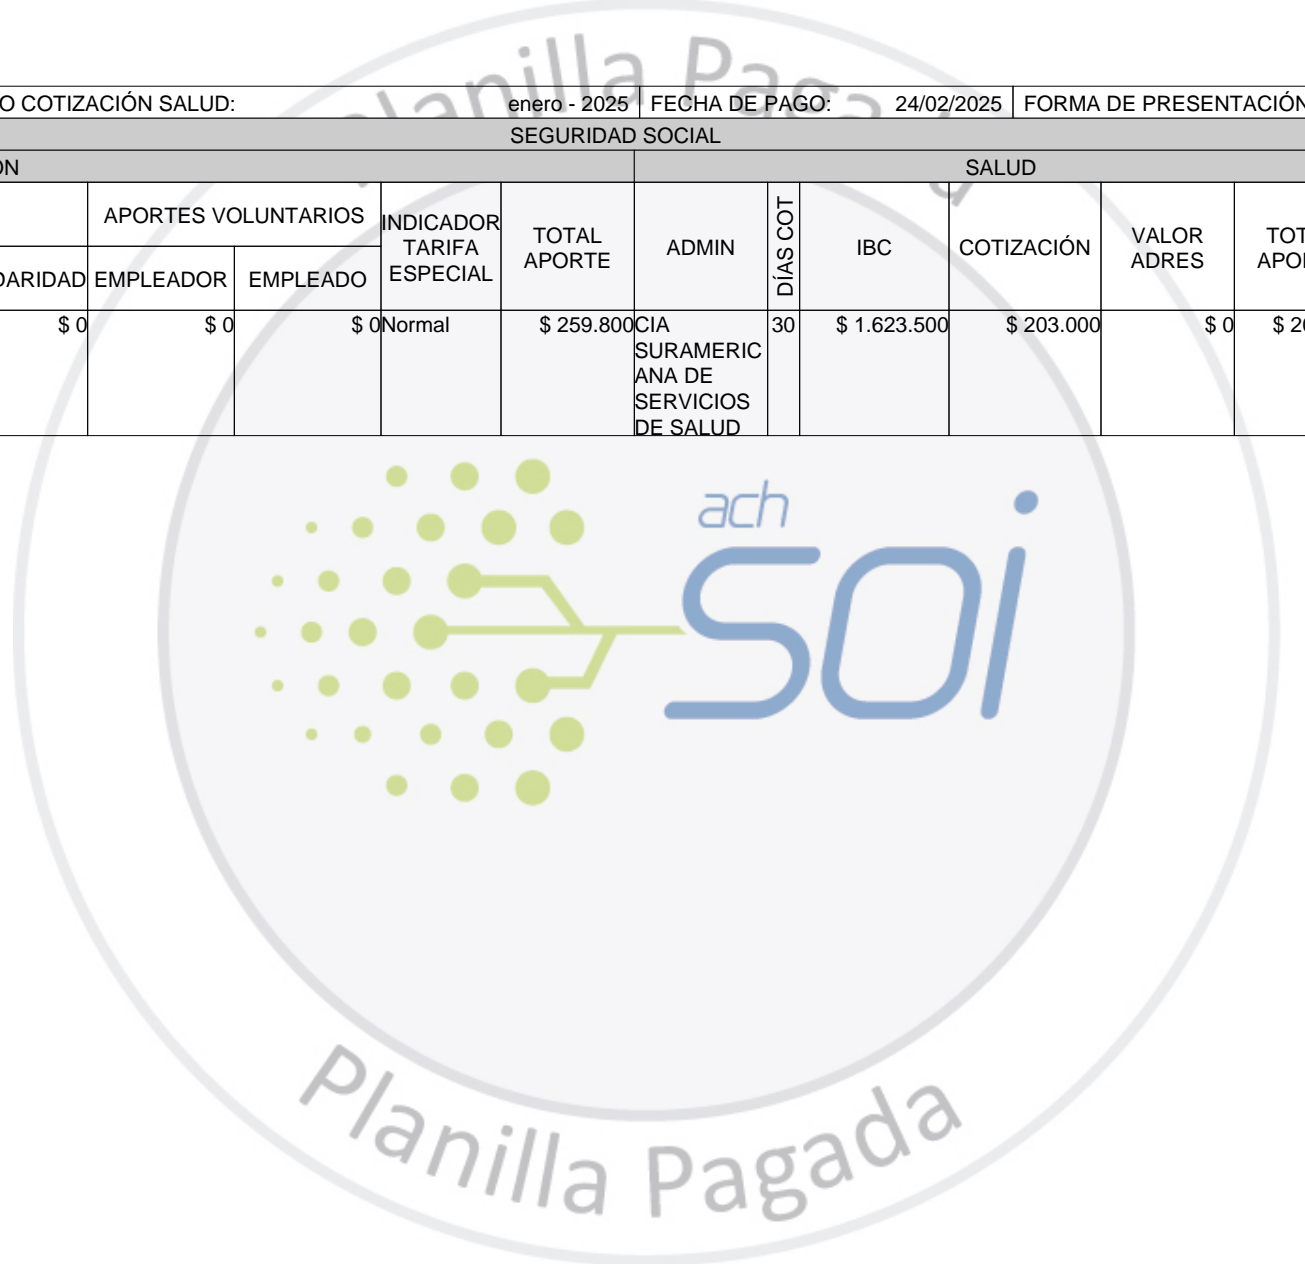 Planilla Pagada
O COTIZACIÓN SALUD: enero - 2025 FECHA DE PAGO: 24/02/2025 FORMA DE PRESENTACIÓN
SEGURIDAD SOCIAL
ÓN SALUD
APORTES VOLUNTARIOS INDICADOR TARIFA ESPECIAL TOTAL APORTE ADMIN DÍAS COT IBC COTIZACIÓN VALOR ADRES
DARIDAD EMPLEADOR EMPLEADO
$ 0 $ 0 $ 0 Normal $ 259.800 CIA 30 $ 1.623.500 $ 203.000 $ 0
SURAMERIC
ANA DE
SERVICIOS
DE SALUD
ach
soi
Planilla Pagada